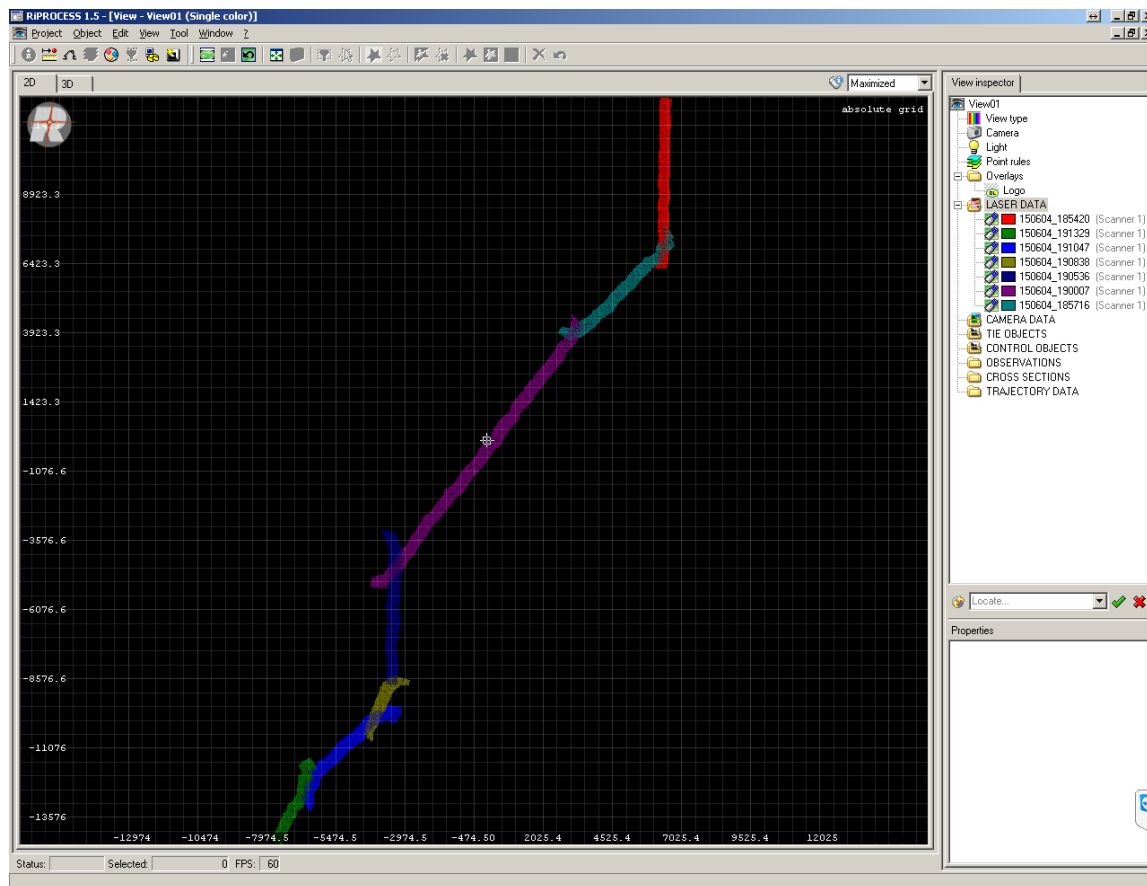 RiPROCESS 1.5 - [View - View01 (Single color)]
Project Object Edit View Tool Window ?
2D
3D
Maximized
absolute grid
8923.3
6423.3
3923.3
1423.3
-1076.6
-3576.6
-6076.6
-8576.6
-11076
-13576
-12974 -10474 -7974.5 -5474.5 -2974.5 -474.50 2025.4 4525.4 7025.4 9525.4 12025
Status:
Selected: 0
FPS: 60
View inspector
View01
View type
Camera
Light
Point rules
Overlays
Logo
LASER DATA
150604_185420 (Scanner 1)
150604_191329 (Scanner 1)
150604_191047 (Scanner 1)
150604_190838 (Scanner 1)
150604_190536 (Scanner 1)
150604_190007 (Scanner 1)
150604_185716 (Scanner 1)
CAMERA DATA
TIE OBJECTS
CONTROL OBJECTS
OBSERVATIONS
CROSS SECTIONS
TRAJECTORY DATA
Locate...
Properties